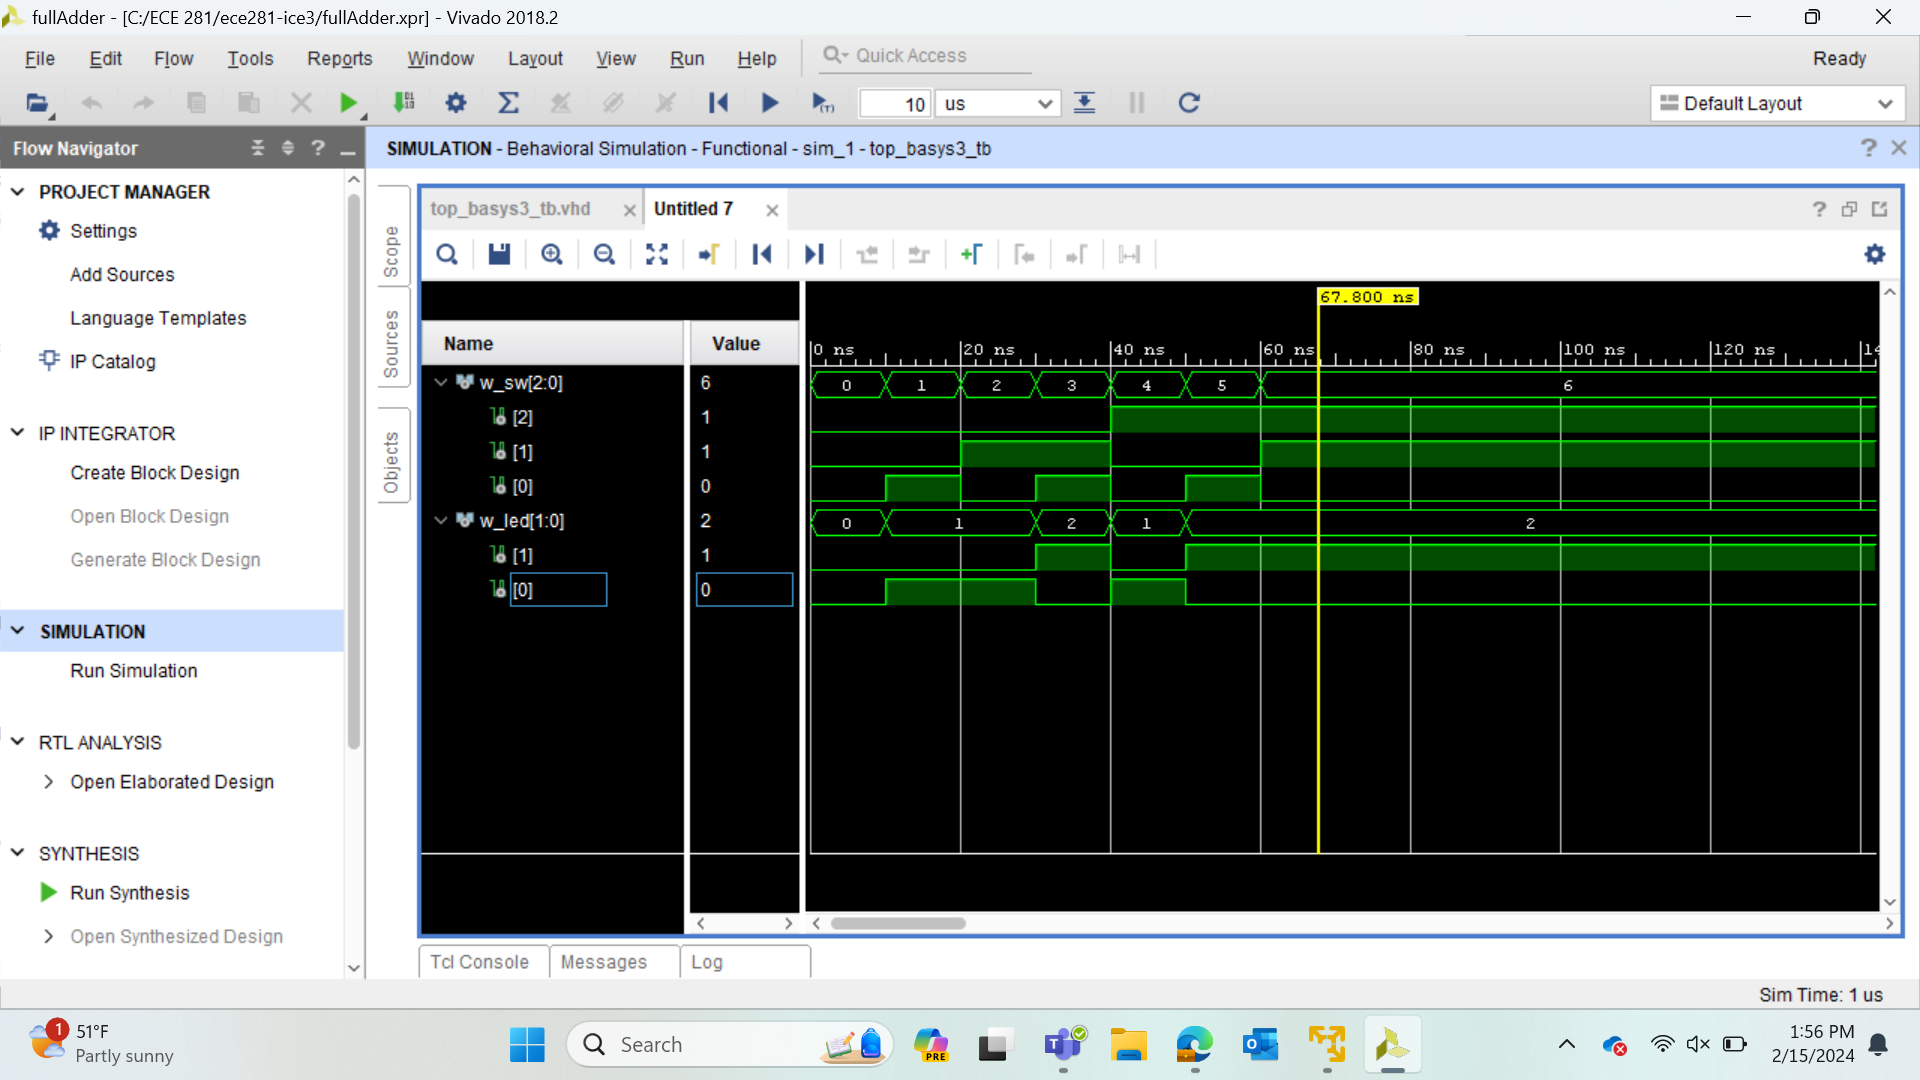 fullAdder - [C:/ECE 281/ece281-ice3/fullAdder.xpr] - Vivado 2018.2
File Edit Flow Tools Reports Window Layout View Run Help Quick Access Ready
10 us Default Layout
Flow Navigator
SIMULATION - Behavioral Simulation - Functional - sim_1 - top_basys3_tb
PROJECT MANAGER
Settings
Add Sources
Language Templates
IP Catalog
IP INTEGRATOR
Create Block Design
Open Block Design
Generate Block Design
SIMULATION
Run Simulation
RTL ANALYSIS
Open Elaborated Design
SYNTHESIS
Run Synthesis
Open Synthesized Design
Scope
Sources
Objects
top_basys3_tb.vhd Untitled 7
67.800 ns
Name Value
0 ns 20 ns 40 ns 60 ns 80 ns 100 ns 120 ns 14
w_sw[2:0] 6 0 1 2 3 4 5 6
[2] 1
[1] 1
[0] 0
w_led[1:0] 2 0 1 2 1 2
[1] 1
[0] 0
Tcl Console Messages Log
Sim Time: 1 us
1 51°F
Partly sunny
Search
PRE
1:56 PM
2/15/2024